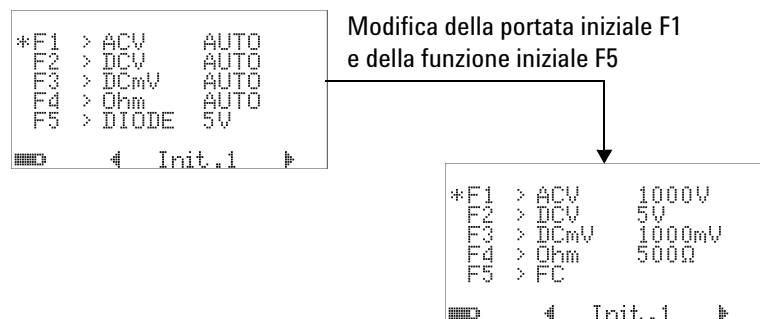 *F1 > ACV AUTO
F2 > DCV AUTO
F3 > DCmV AUTO
F4 > Ohm AUTO
F5 > DIODE 5V
Init.1
Modifica della portata iniziale F1
e della funzione iniziale F5
*F1 > ACV 1000V
F2 > DCV 5V
F3 > DCmV 1000mV
F4 > Ohm 500Ω
F5 > FC
Init.1